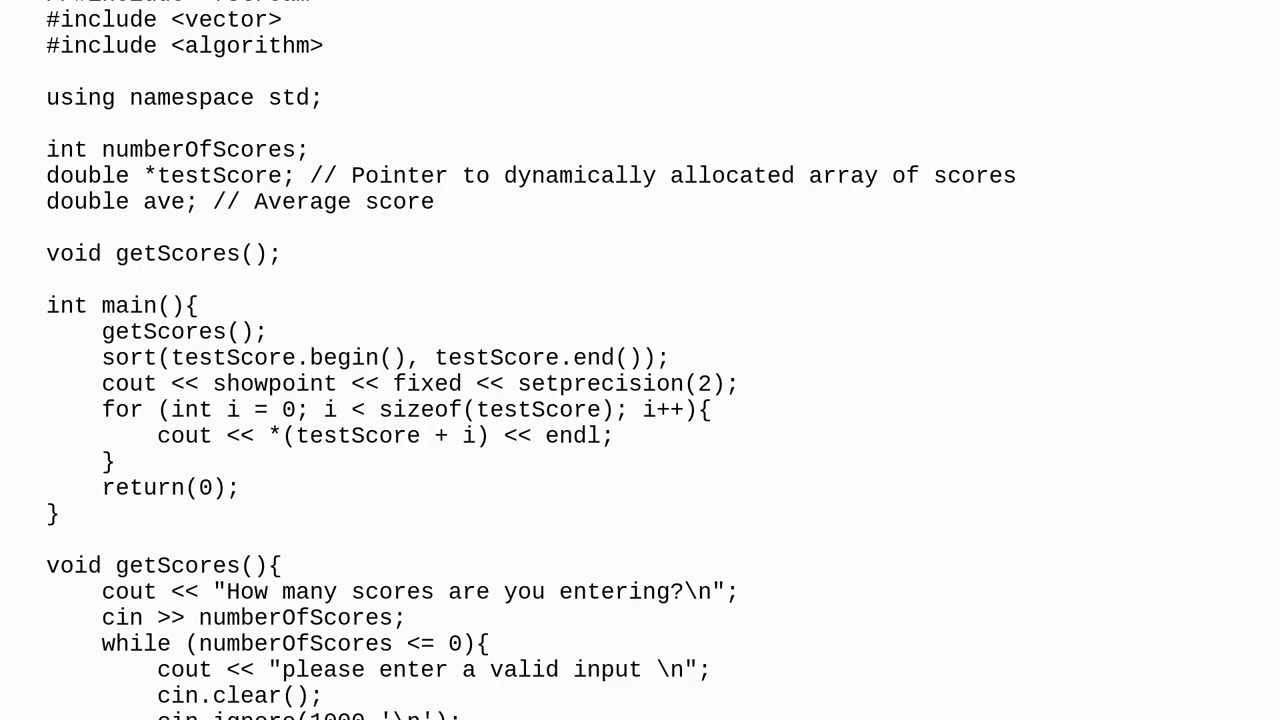 #include <vector>
#include <algorithm>
using namespace std;
int numberOfScores;
double *testScore; // Pointer to dynamically allocated array of scores
double ave; // Average score
void getScores();
int main(){
getScores();
sort(testScore.begin(), testScore.end());
cout << showpoint << fixed << setprecision(2);
for (int i = 0; i < sizeof(testScore); i++){
cout << *(testScore + i) << endl;
}
return(0);
}
void getScores(){
cout << "How many scores are you entering?\n";
cin >> numberOfScores;
while (numberOfScores <= 0){
cout << "please enter a valid input \n";
cin.clear();
cin.ignore(1000,'\n');